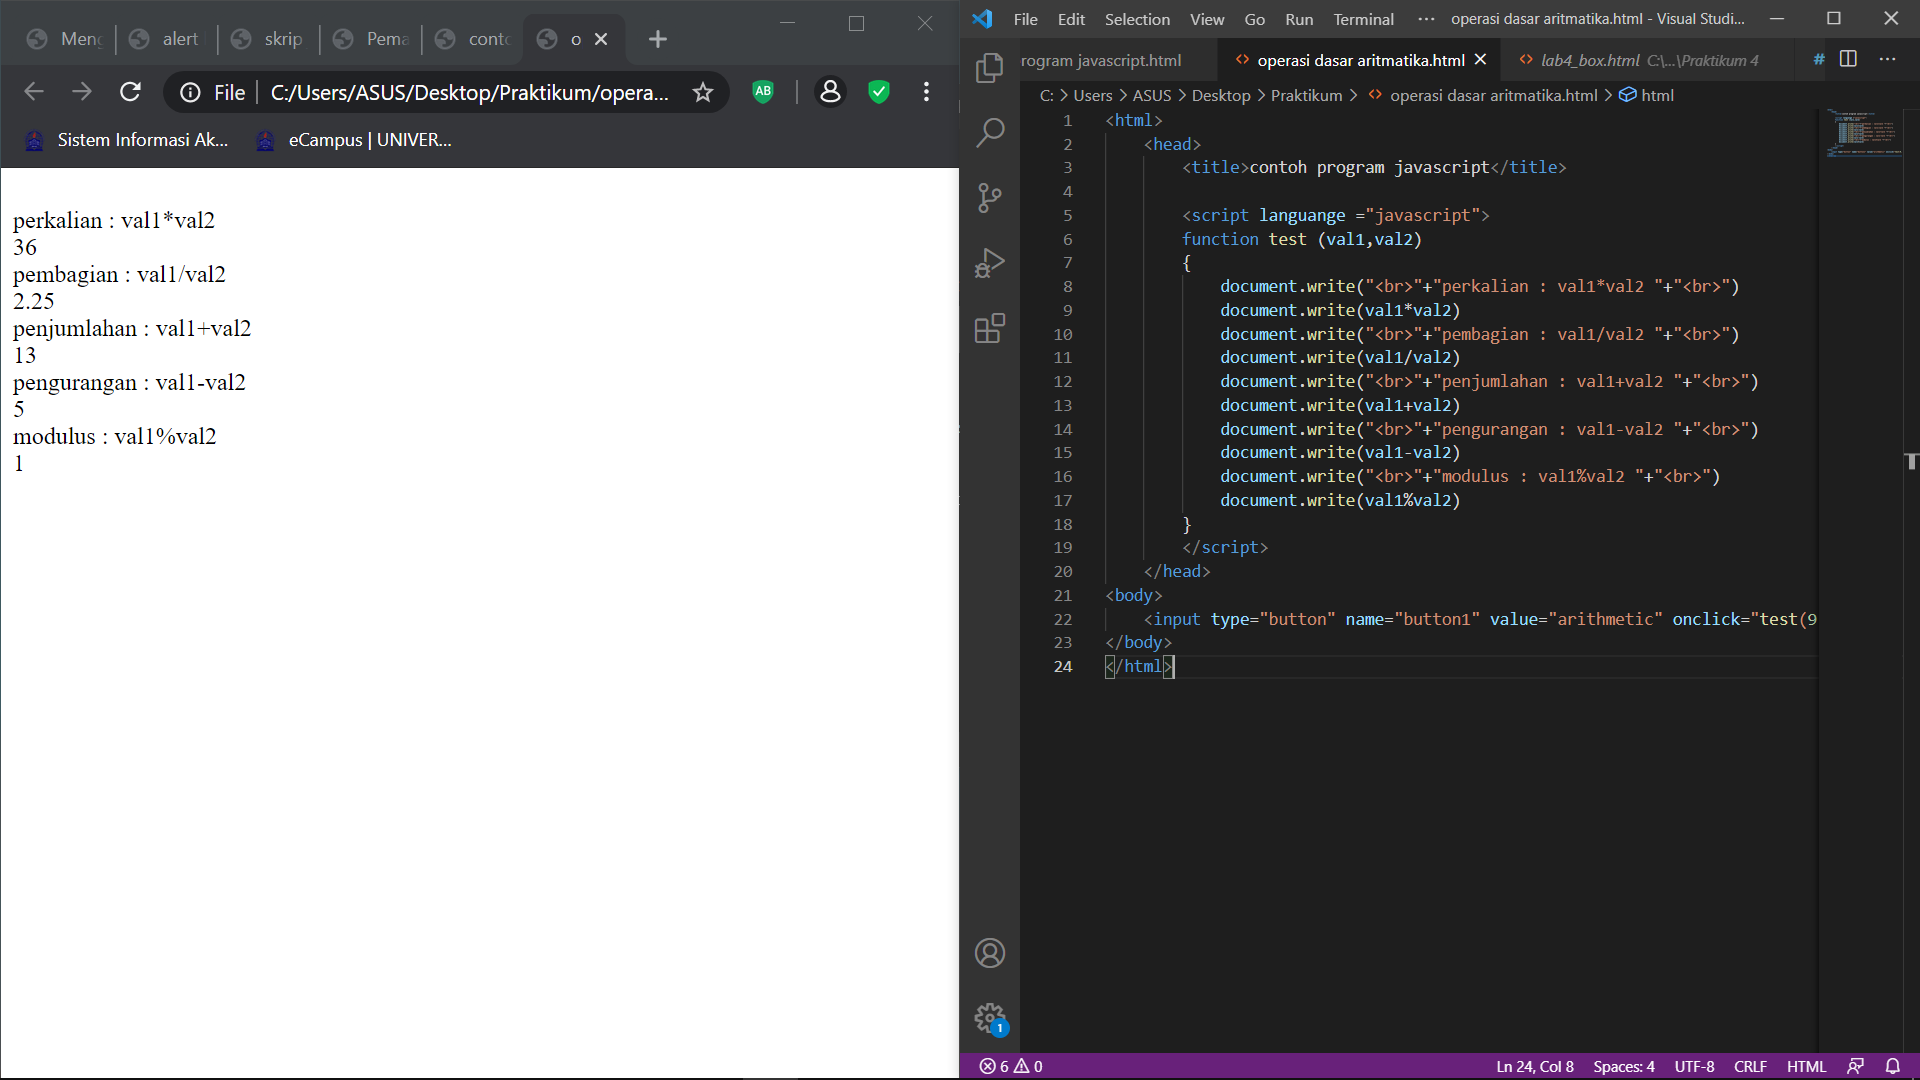 Meng
alert
skrip
Pema
conto
o
File
C:/Users/ASUS/Desktop/Praktikum/opera...
AB
Sistem Informasi Ak...
eCampus | UNIVER...
perkalian : val1*val2
36
pembagian : val1/val2
2.25
penjumlahan : val1+val2
13
pengurangan : val1-val2
5
modulus : val1%val2
1
File Edit Selection View Go Run Terminal ··· operasi dasar aritmatika.html - Visual Studi...
rogram javascript.html
operasi dasar aritmatika.html
lab4_box.html C:\...\Praktikum 4
#
C: > Users > ASUS > Desktop > Praktikum > operasi dasar aritmatika.html > html
1 <html>
2 <head>
3 <title>contoh program javascript</title>
4
5 <script languange ="javascript">
6 function test (val1,val2)
7 {
8 document.write("<br>"+"perkalian : val1*val2 "+"<br>")
9 document.write(val1*val2)
10 document.write("<br>"+"pembagian : val1/val2 "+"<br>")
11 document.write(val1/val2)
12 document.write("<br>"+"penjumlahan : val1+val2 "+"<br>")
13 document.write(val1+val2)
14 document.write("<br>"+"pengurangan : val1-val2 "+"<br>")
15 document.write(val1-val2)
16 document.write("<br>"+"modulus : val1%val2 "+"<br>")
17 document.write(val1%val2)
18 }
19 </script>
20 </head>
21 <body>
22 <input type="button" name="button1" value="arithmetic" onclick="test(9
23 </body>
24 </html>
1
6 0
Ln 24, Col 8 Spaces: 4 UTF-8 CRLF HTML